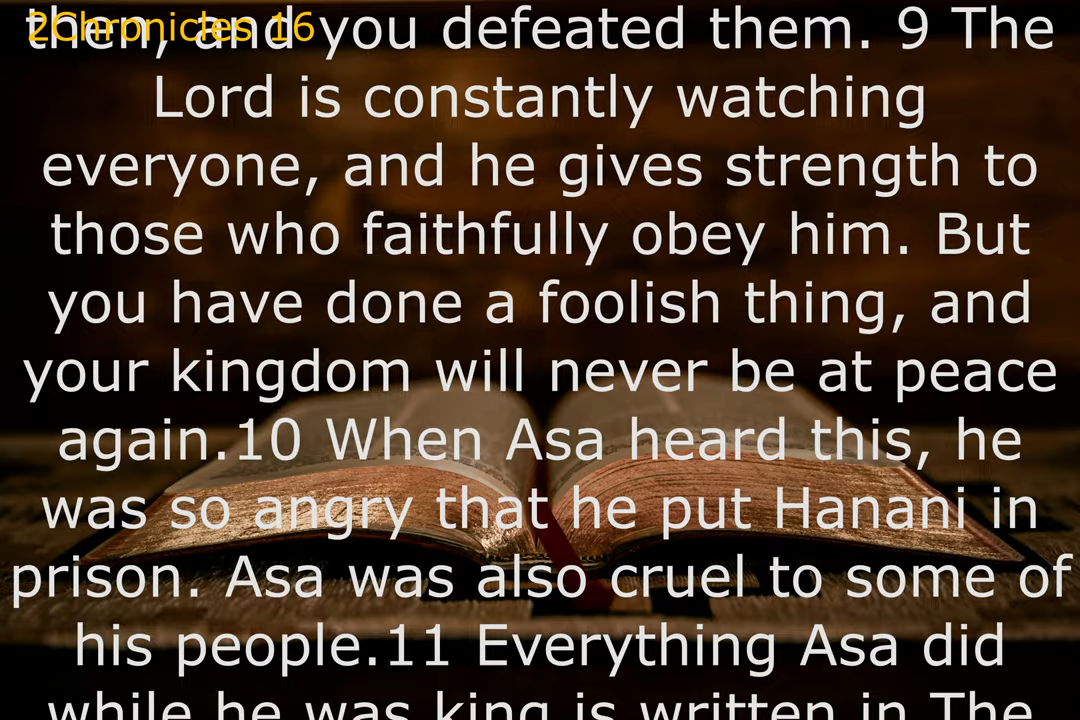 2Chronicles 16
then, and you defeated them. 9 The
Lord is constantly watching
everyone, and he gives strength to
those who faithfully obey him. But
you have done a foolish thing, and
your kingdom will never be at peace
again.10 When Asa heard this, he
was so angry that he put Hanani in
prison. Asa was also cruel to some of
his people.11 Everything Asa did
while he was king is written in The